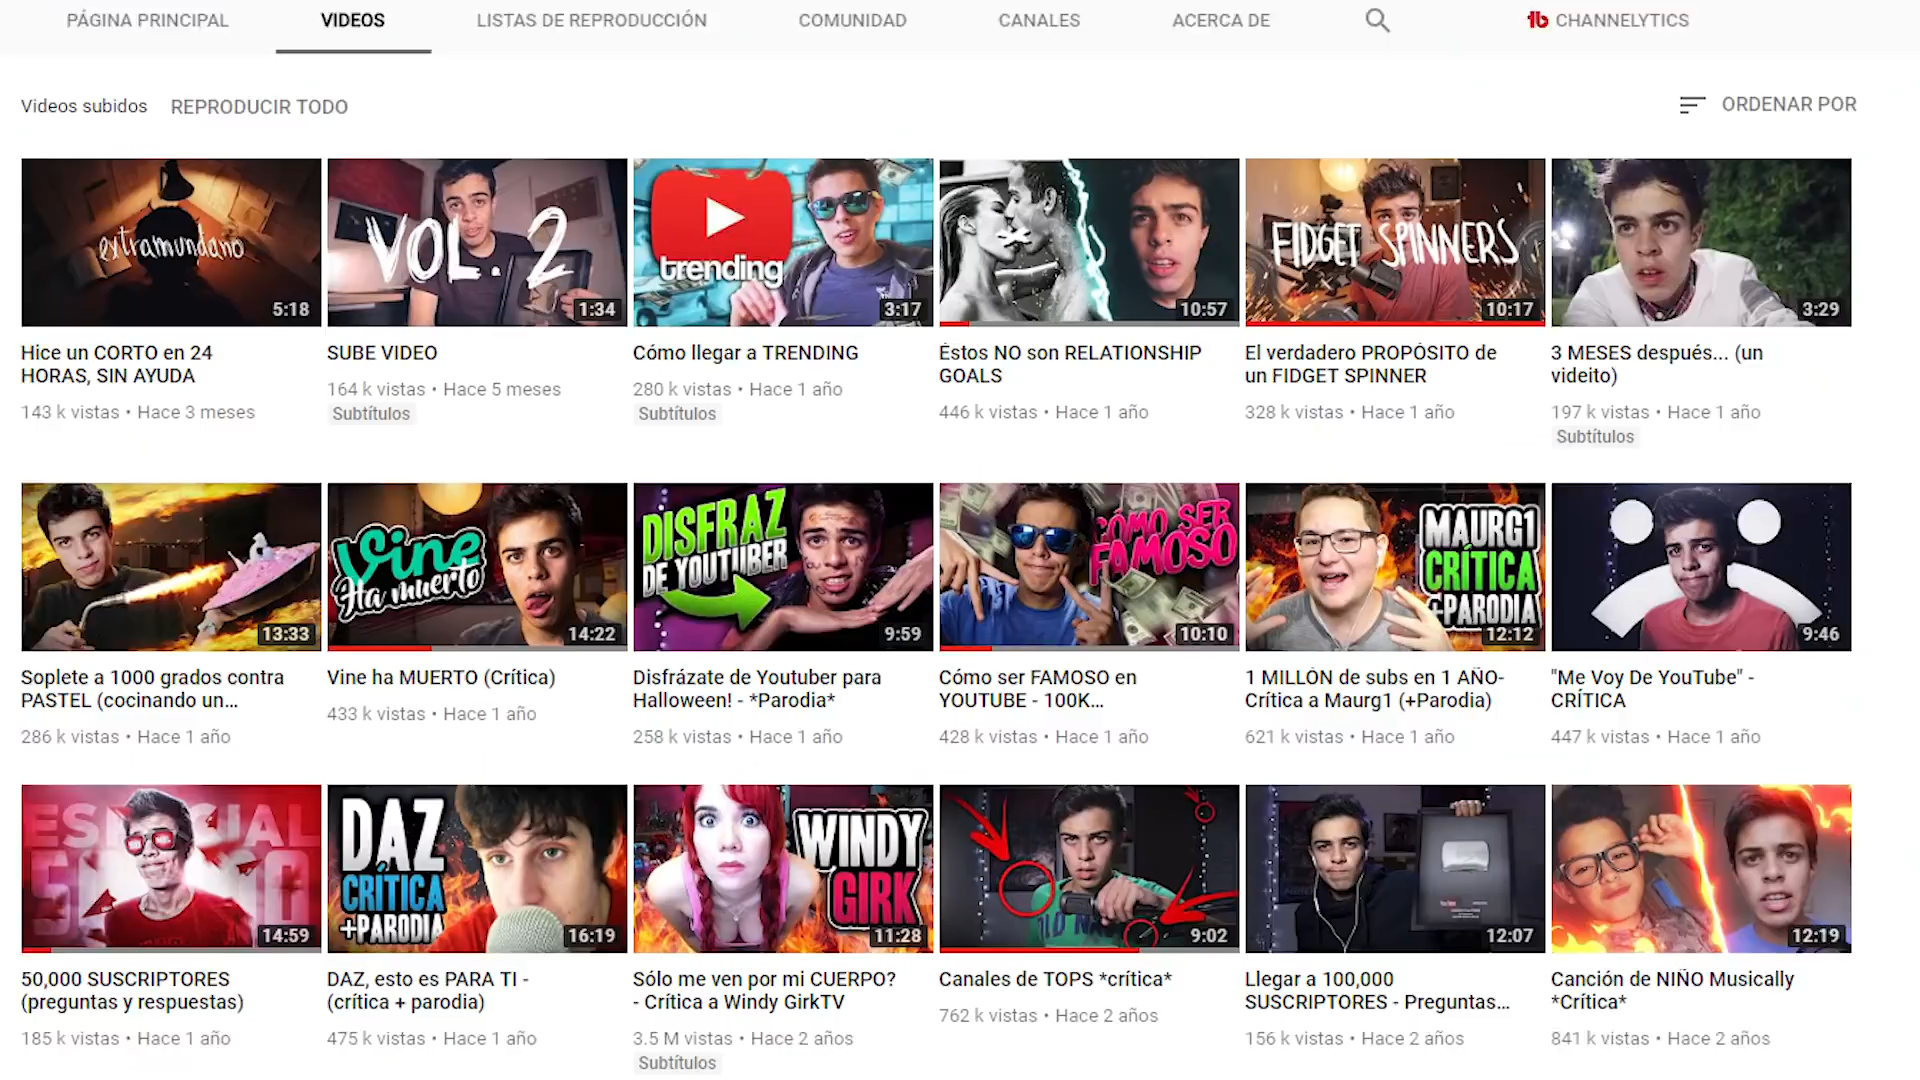 PÁGINA PRINCIPAL
VIDEOS
LISTAS DE REPRODUCCIÓN
COMUNIDAD
CANALES
ACERCA DE
tb CHANNELYTICS
Videos subidos
REPRODUCIR TODO
ORDENAR POR
extramundano
5:18
Hice un CORTO en 24
HORAS, SIN AYUDA
143 k vistas • Hace 3 meses
VOL. 2
1:34
SUBE VIDEO
164 k vistas • Hace 5 meses
Subtítulos
trending
3:17
Cómo llegar a TRENDING
280 k vistas • Hace 1 año
Subtítulos
10:57
Éstos NO son RELATIONSHIP
GOALS
446 k vistas • Hace 1 año
FIDGET SPINNERS
10:17
El verdadero PROPÓSITO de
un FIDGET SPINNER
328 k vistas • Hace 1 año
3:29
3 MESES después... (un
videito)
197 k vistas • Hace 1 año
Subtítulos
13:33
Soplete a 1000 grados contra
PASTEL (cocinando un...
286 k vistas • Hace 1 año
Vine
Ha muerto
14:22
Vine ha MUERTO (Crítica)
433 k vistas • Hace 1 año
DISFRAZ
DE YOUTUBER
9:59
Disfrázate de Youtuber para
Halloween! - *Parodia*
258 k vistas • Hace 1 año
CÓMO SER
FAMOSO
10:10
Cómo ser FAMOSO en
YOUTUBE - 100K...
428 k vistas • Hace 1 año
MAURG1
CRÍTICA
+PARODIA
12:12
1 MILLÓN de subs en 1 AÑO-
Crítica a Maurg1 (+Parodia)
621 k vistas • Hace 1 año
9:46
"Me Voy De YouTube" -
CRÍTICA
447 k vistas • Hace 1 año
ESPECIAL
14:59
50,000 SUSCRIPTORES
(preguntas y respuestas)
185 k vistas • Hace 1 año
DAZ
CRÍTICA
+PARODIA
16:19
DAZ, esto es PARA TI -
(crítica + parodia)
475 k vistas • Hace 1 año
WINDY
GIRK
11:28
Sólo me ven por mi CUERPO?
- Crítica a Windy GirkTV
3.5 M vistas • Hace 2 años
Subtítulos
9:02
Canales de TOPS *crítica*
762 k vistas • Hace 2 años
12:07
Llegar a 100,000
SUSCRIPTORES - Preguntas...
156 k vistas • Hace 2 años
12:19
Canción de NIÑO Musically
*Crítica*
841 k vistas • Hace 2 años